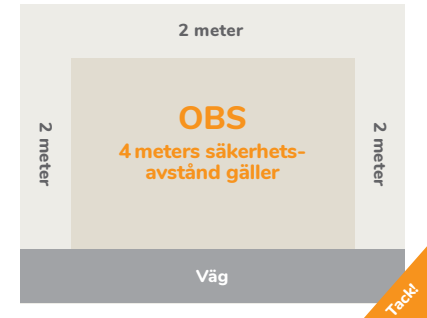 2 meter
OBS
4 meters säkerhets-
avstånd gäller
2 meter
2 meter
Väg
Tack!